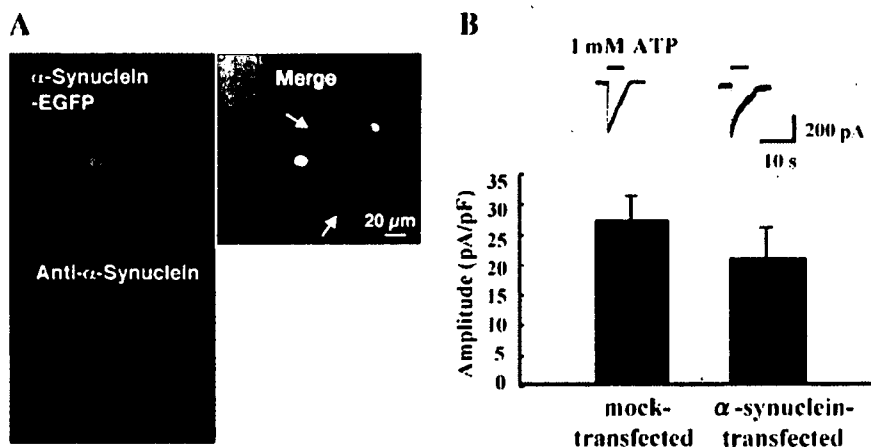 A
α-Synuclein
-EGFP
Merge
20 µm
Anti-α-Synuclein
B
1 mM ATP
200 pA
10 s
Amplitude (pA/pF)
35
30
25
20
15
10
5
0
mock-
transfected
α-synuclein-
transfected